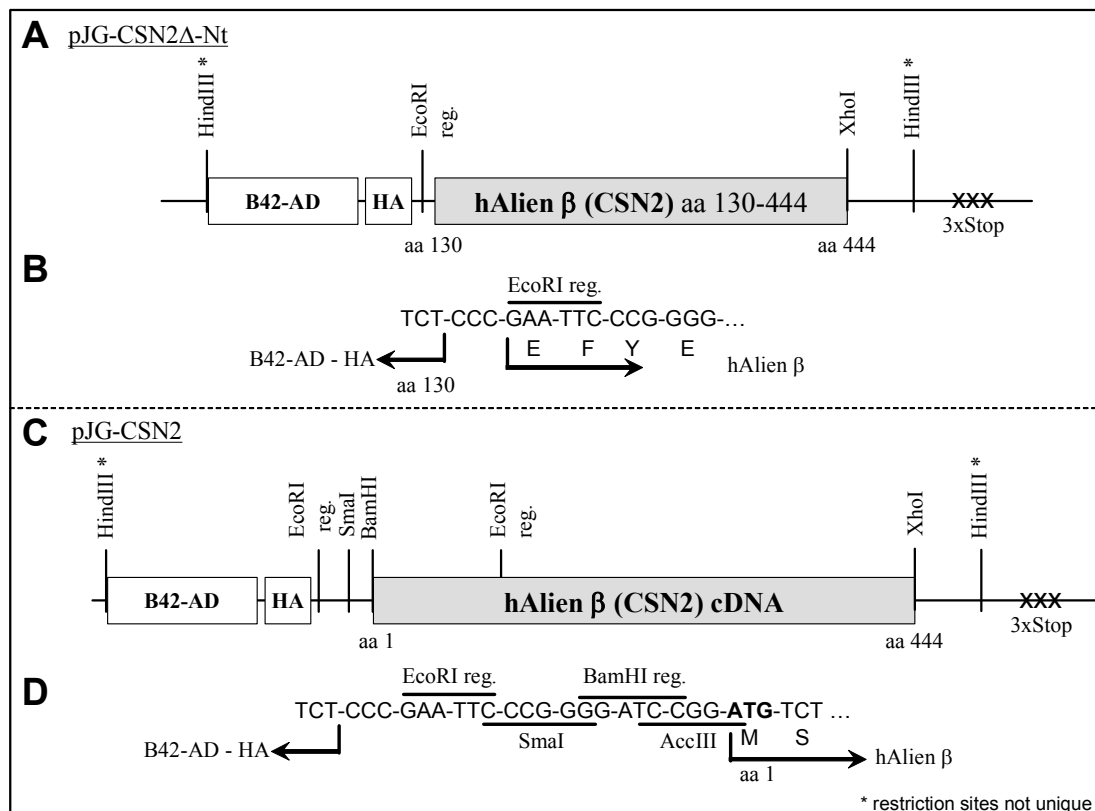 A pJG-CSN2Δ-Nt
HindIII *
EcoRI
reg.
XhoI
HindIII *
B42-AD
HA
hAlien β (CSN2) aa 130-444
XXX
3xStop
aa 130
aa 444
B
EcoRI reg.
TCT-CCC-GAA-TTC-CCG-GGG-...
E F Y E
B42-AD - HA
hAlien β
aa 130
C pJG-CSN2
HindIII *
EcoRI
reg.
SmaI
BamHI
EcoRI
reg.
XhoI
HindIII *
B42-AD
HA
hAlien β (CSN2) cDNA
XXX
3xStop
aa 1
aa 444
D
EcoRI reg.
BamHI reg.
TCT-CCC-GAA-TTC-CCG-GGG-ATC-CGG-ATG-TCT ...
SmaI
AccIII
M S
B42-AD - HA
hAlien β
aa 1
* restriction sites not unique